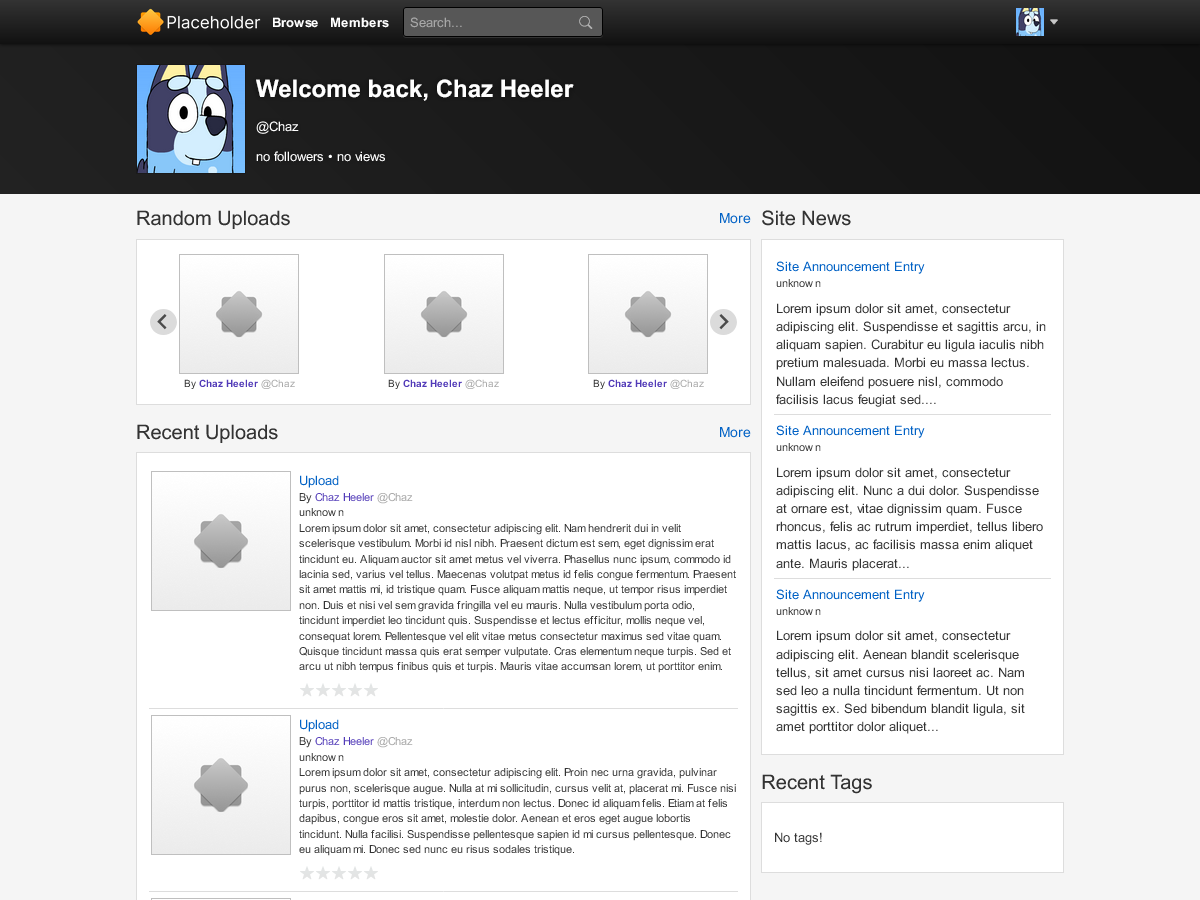 Placeholder Browse Members Search...
Welcome back, Chaz Heeler
@Chaz
no followers • no views
Random Uploads More
By Chaz Heeler @Chaz
By Chaz Heeler @Chaz
By Chaz Heeler @Chaz
Recent Uploads More
Upload
By Chaz Heeler @Chaz
unknown
Lorem ipsum dolor sit amet, consectetur adipiscing elit. Nam hendrerit dui in velit
scelerisque vestibulum. Morbi id nisl nibh. Praesent dictum est sem, eget dignissim erat
tincidunt eu. Aliquam auctor sit amet metus vel viverra. Phasellus nunc ipsum, commodo id
lacinia sed, varius vel tellus. Maecenas volutpat metus id felis congue fermentum. Praesent
sit amet mattis mi, id tristique quam. Fusce aliquam mattis neque, ut tempor risus imperdiet
non. Duis et nisi vel sem gravida fringilla vel eu mauris. Nulla vestibulum porta odio,
tincidunt imperdiet leo tincidunt quis. Suspendisse et lectus efficitur, mollis neque vel,
consequat lorem. Pellentesque vel elit vitae metus consectetur maximus sed vitae quam.
Quisque tincidunt massa quis erat semper vulputate. Cras elementum neque turpis. Sed et
arcu ut nibh tempus finibus quis et turpis. Mauris vitae accumsan lorem, ut porttitor enim.
Upload
By Chaz Heeler @Chaz
unknown
Lorem ipsum dolor sit amet, consectetur adipiscing elit. Proin nec urna gravida, pulvinar
purus non, scelerisque augue. Nulla at mi sollicitudin, cursus velit at, placerat mi. Fusce nisi
turpis, porttitor id mattis tristique, interdum non lectus. Donec id aliquam felis. Etiam at felis
dapibus, congue eros sit amet, molestie dolor. Aenean et eros eget augue lobortis
tincidunt. Nulla facilisi. Suspendisse pellentesque sapien id mi cursus pellentesque. Donec
eu aliquam mi. Donec sed nunc eu risus sodales tristique.
Site News
Site Announcement Entry
unknown
Lorem ipsum dolor sit amet, consectetur
adipiscing elit. Suspendisse et sagittis arcu, in
aliquam sapien. Curabitur eu ligula iaculis nibh
pretium malesuada. Morbi eu massa lectus.
Nullam eleifend posuere nisl, commodo
facilisis lacus feugiat sed....
Site Announcement Entry
unknown
Lorem ipsum dolor sit amet, consectetur
adipiscing elit. Nunc a dui dolor. Suspendisse
at ornare est, vitae dignissim quam. Fusce
rhoncus, felis ac rutrum imperdiet, tellus libero
mattis lacus, ac facilisis massa enim aliquet
ante. Mauris placerat...
Site Announcement Entry
unknown
Lorem ipsum dolor sit amet, consectetur
adipiscing elit. Aenean blandit scelerisque
tellus, sit amet cursus nisi laoreet ac. Nam
sed leo a nulla tincidunt fermentum. Ut non
sagittis ex. Sed bibendum blandit ligula, sit
amet porttitor dolor aliquet...
Recent Tags
No tags!